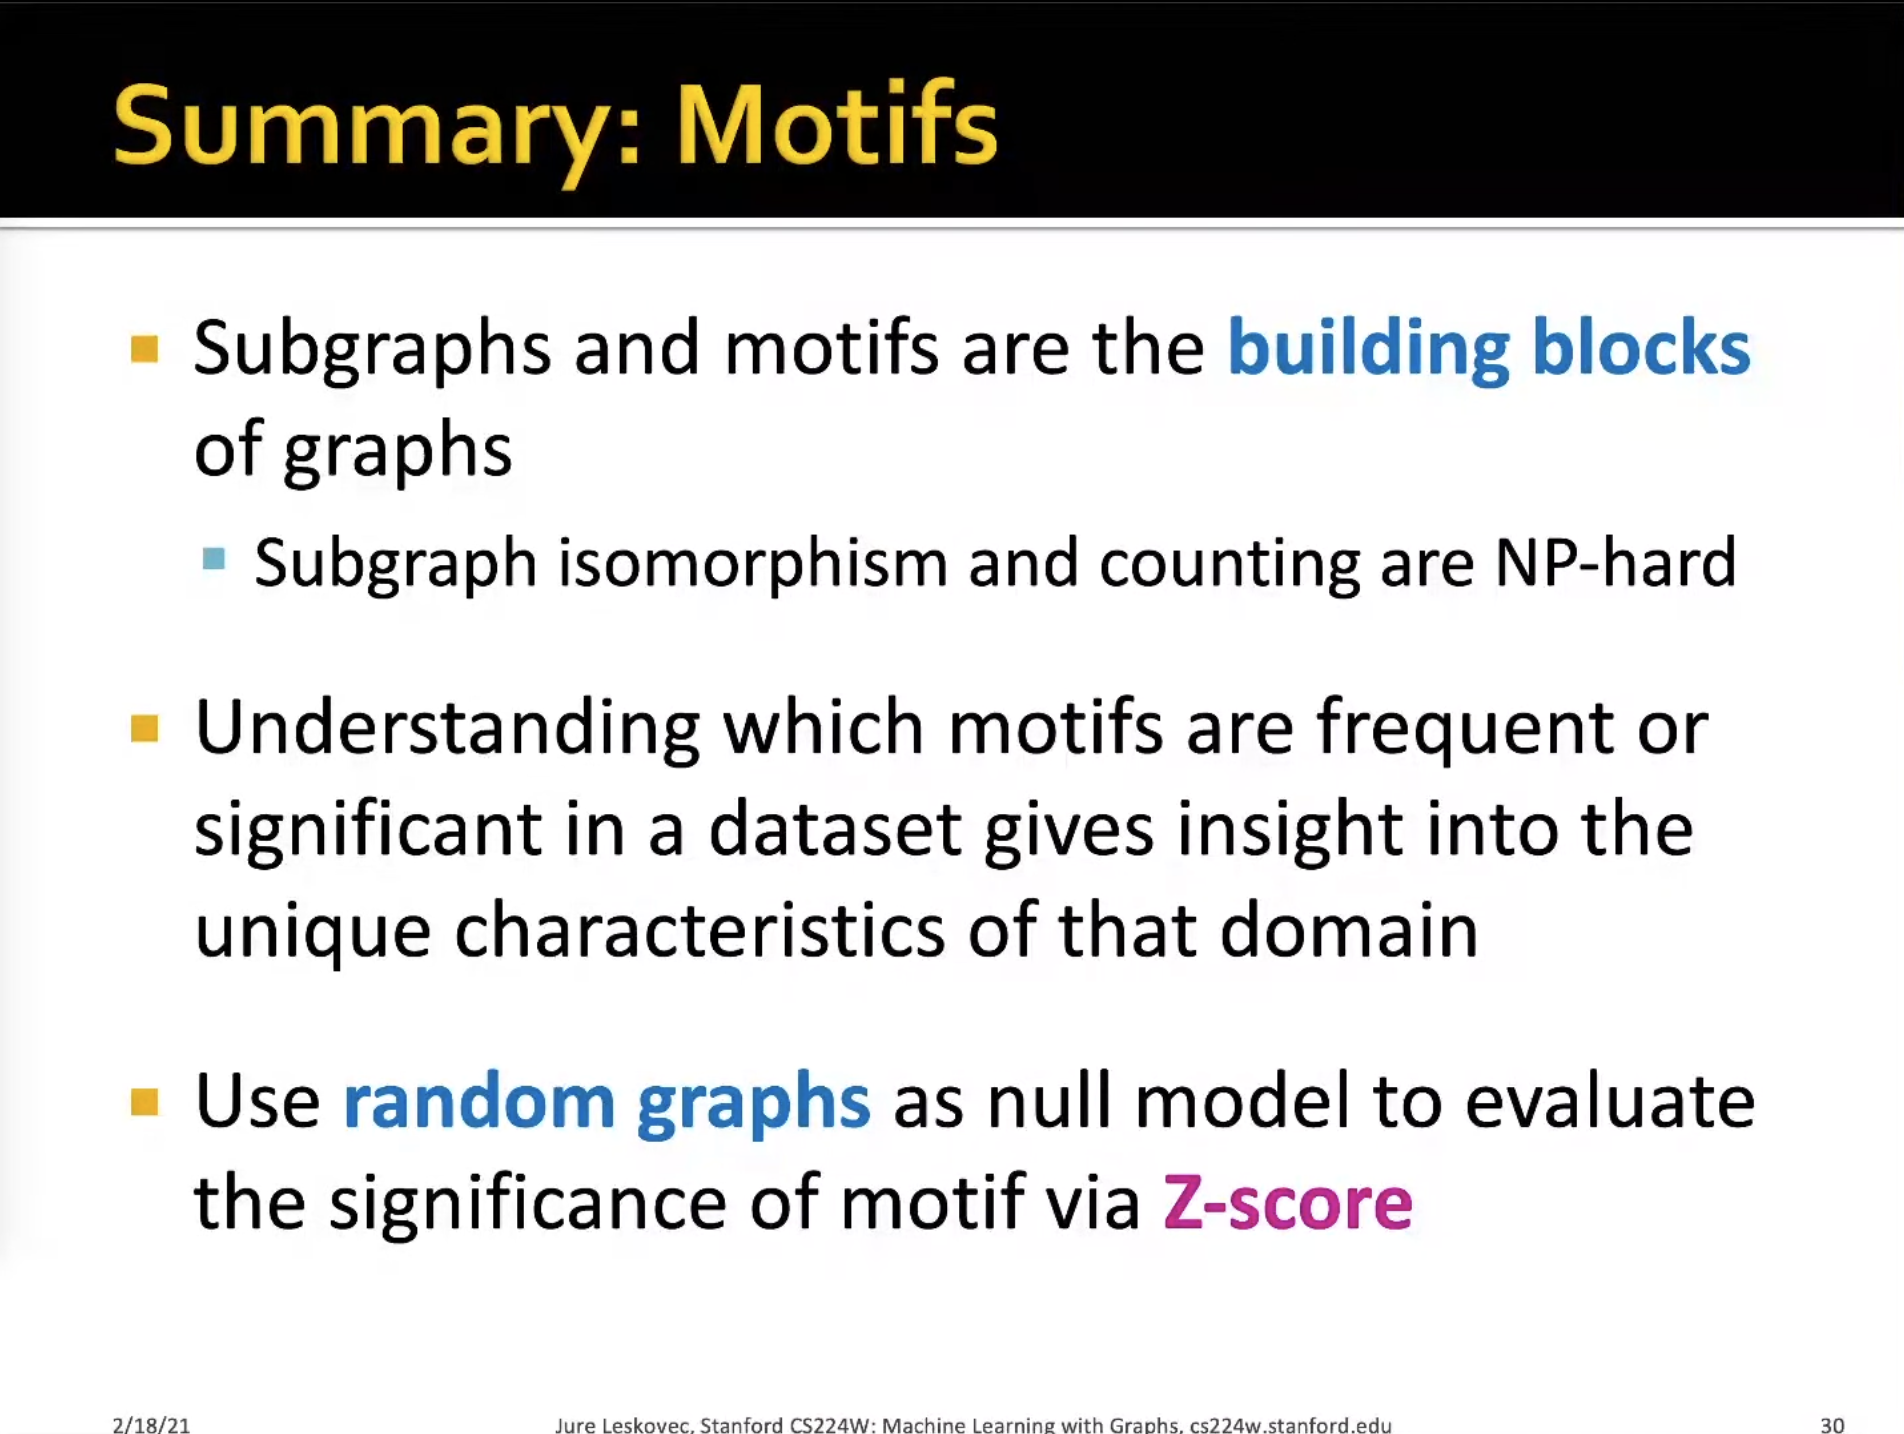 Summary: Motifs
Subgraphs and motifs are the building blocks
of graphs
Subgraph isomorphism and counting are NP-hard
Understanding which motifs are frequent or
significant in a dataset gives insight into the
unique characteristics of that domain
Use random graphs as null model to evaluate
the significance of motif via Z-score
2/18/21
Jure Leskovec, Stanford CS224W: Machine Learning with Graphs, cs224w.stanford.edu
30